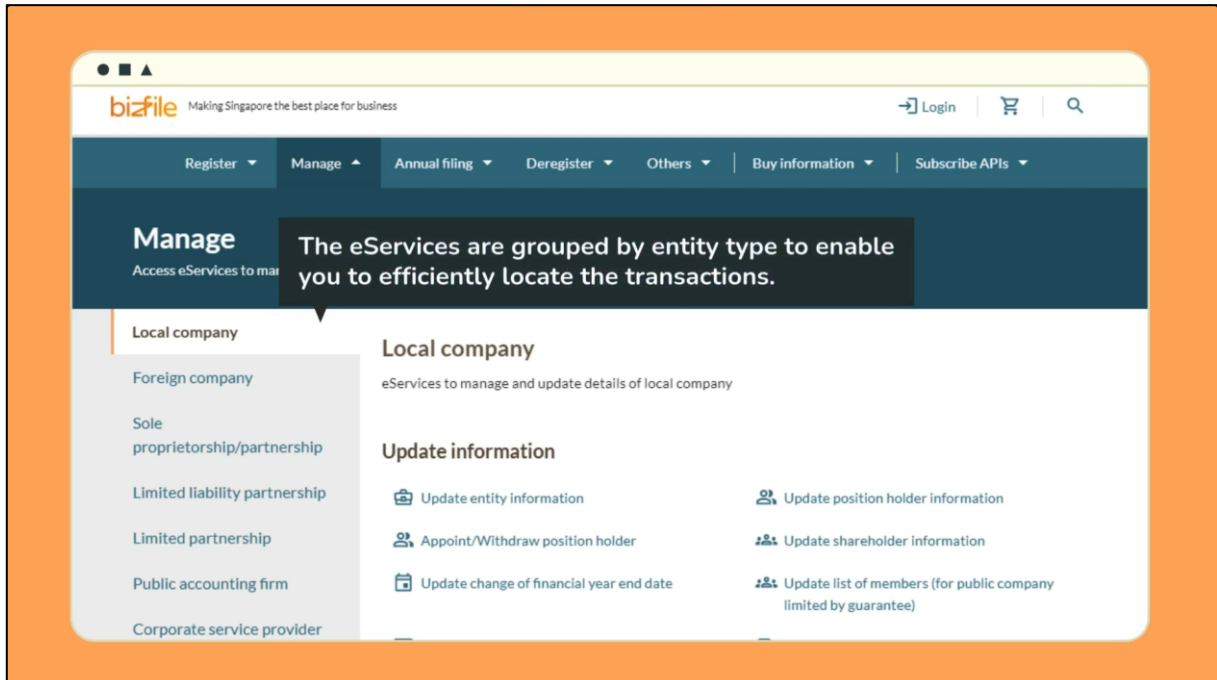 bizfile Making Singapore the best place for business
Login
Register
Manage
Annual filing
Deregister
Others
Buy information
Subscribe APIs
Manage
Access eServices to
The eServices are grouped by entity type to enable
you to efficiently locate the transactions.
Local company
Foreign company
Sole
proprietorship/partnership
Limited liability partnership
Limited partnership
Public accounting firm
Corporate service provider
Local company
eServices to manage and update details of local company
Update information
Update entity information
Update position holder information
Appoint/Withdraw position holder
Update shareholder information
Update change of financial year end date
Update list of members (for public company
limited by guarantee)